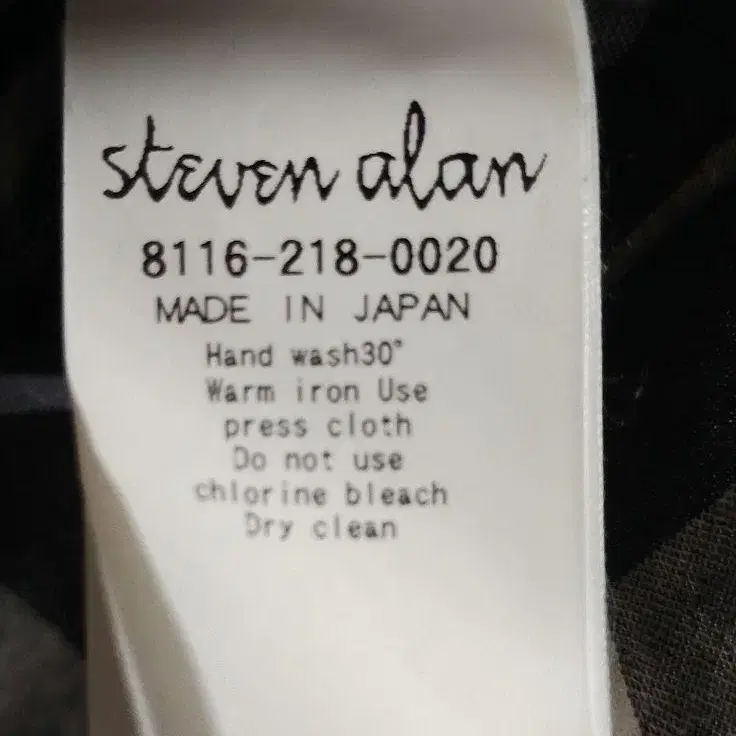 steven alan
8116-218-0020
MADE IN JAPAN
Hand wash30°
Warm iron Use
press cloth
Do not use
chlorine bleach
Dry clean